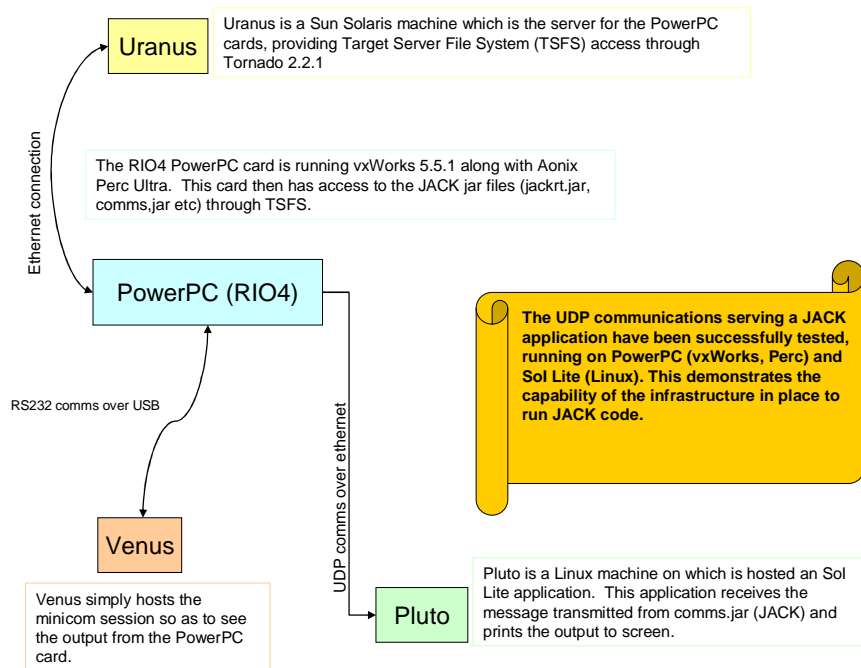 Uranus
Uranus is a Sun Solaris machine which is the server for the PowerPC
cards, providing Target Server File System (TSFS) access through
Tornado 2.2.1
Ethernet connection
The RIO4 PowerPC card is running vxWorks 5.5.1 along with Aonix
Perc Ultra.  This card then has access to the JACK jar files (jackrt.jar,
comms,jar etc) through TSFS.
PowerPC (RIO4)
The UDP communications serving a JACK
application have been successfully tested,
running on PowerPC (vxWorks, Perc) and
Sol Lite (Linux). This demonstrates the
capability of the infrastructure in place to
run JACK code.
RS232 comms over USB
UDP comms over ethernet
Venus
Venus simply hosts the
minicom session so as to see
the output from the PowerPC
card.
Pluto
Pluto is a Linux machine on which is hosted an Sol
Lite application.  This application receives the
message transmitted from comms.jar (JACK) and
prints the output to screen.